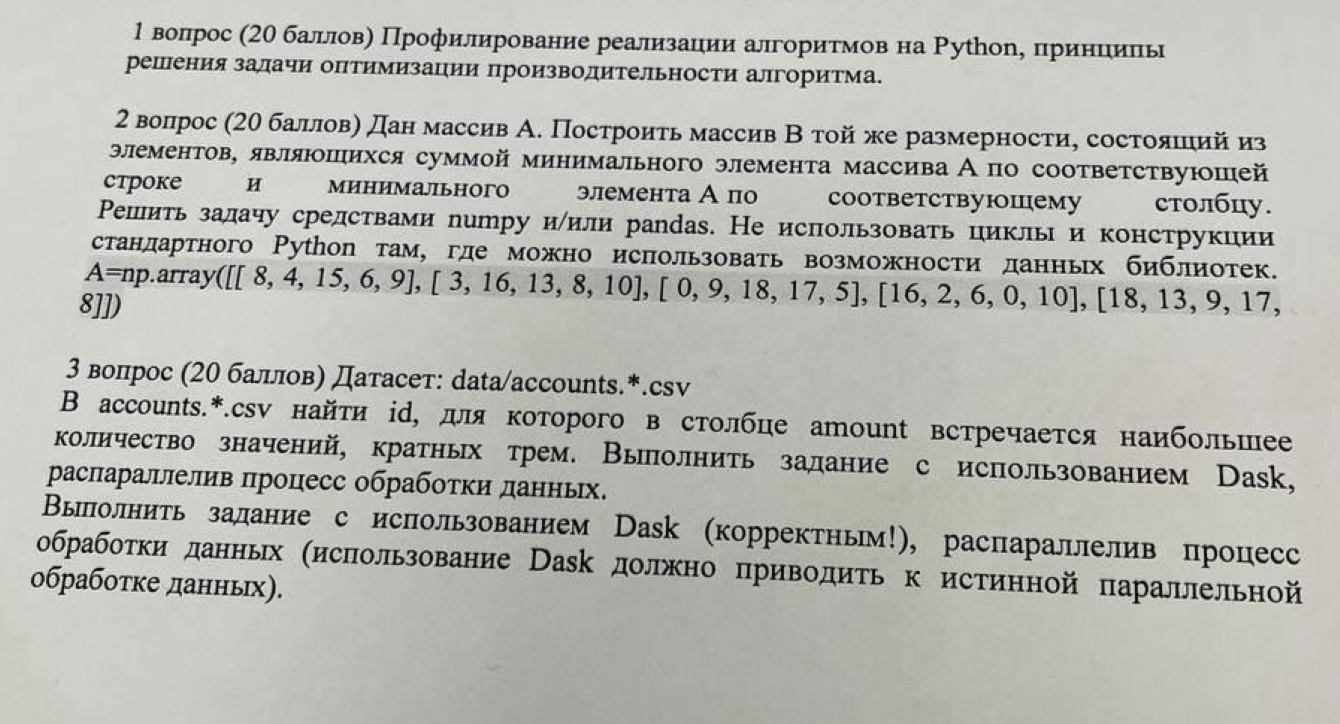 1 вопрос (20 баллов) Профилирование реализации алгоритмов на Python, принципы
решения задачи оптимизации производительности алгоритма.
2 вопрос (20 баллов) Дан массив A. Построить массив B той же размерности, состоящий из
элементов, являющихся суммой минимального элемента массива A по соответствующей
строке и минимального элемента A по соответствующему столбцу.
Решить задачу средствами numpy и/или pandas. Не использовать циклы и конструкции
стандартного Python там, где можно использовать возможности данных библиотек.
A=np.array([[ 8, 4, 15, 6, 9], [ 3, 16, 13, 8, 10], [ 0, 9, 18, 17, 5], [16, 2, 6, 0, 10], [18, 13, 9, 17,
8]])
3 вопрос (20 баллов) Датасет: data/accounts.*.csv
В accounts.*.csv найти id, для которого в столбце amount встречается наибольшее
количество значений, кратных трем. Выполнить задание с использованием Dask,
распараллелив процесс обработки данных.
Выполнить задание с использованием Dask (корректным!), распараллелив процесс
обработки данных (использование Dask должно приводить к истинной параллельной
обработке данных).